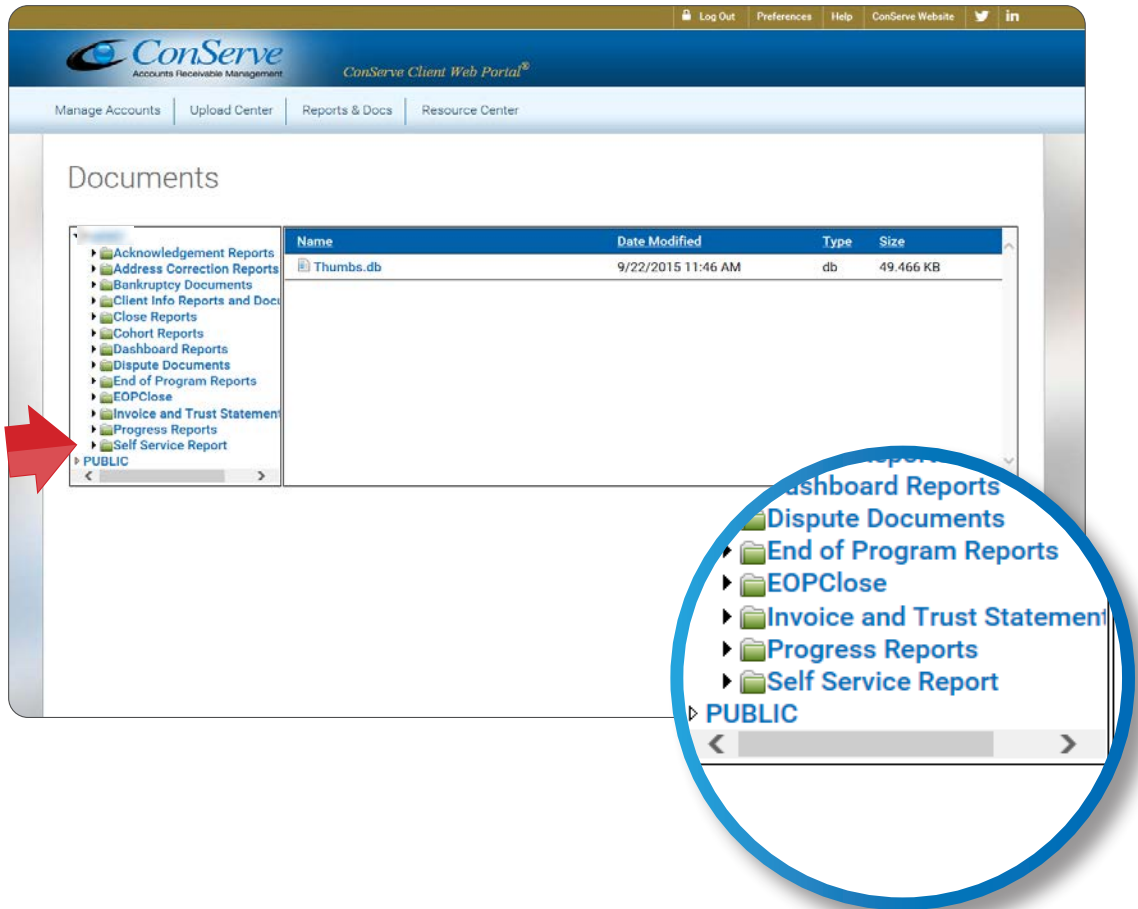 Log Out Preferences Help ConServe Website in
ConServe
Accounts Receivable Management
ConServe Client Web Portal®
Manage Accounts Upload Center Reports & Docs Resource Center
Documents
Acknowledgement Reports
Address Correction Reports
Bankruptcy Documents
Client Info Reports and Docu
Close Reports
Cohort Reports
Dashboard Reports
Dispute Documents
End of Program Reports
EOPClose
Invoice and Trust Statement
Progress Reports
Self Service Report
PUBLIC
Name Date Modified Type Size
Thumbs.db 9/22/2015 11:46 AM db 49.466 KB
ashboard Reports
Dispute Documents
End of Program Reports
EOPClose
Invoice and Trust Statement
Progress Reports
Self Service Report
PUBLIC